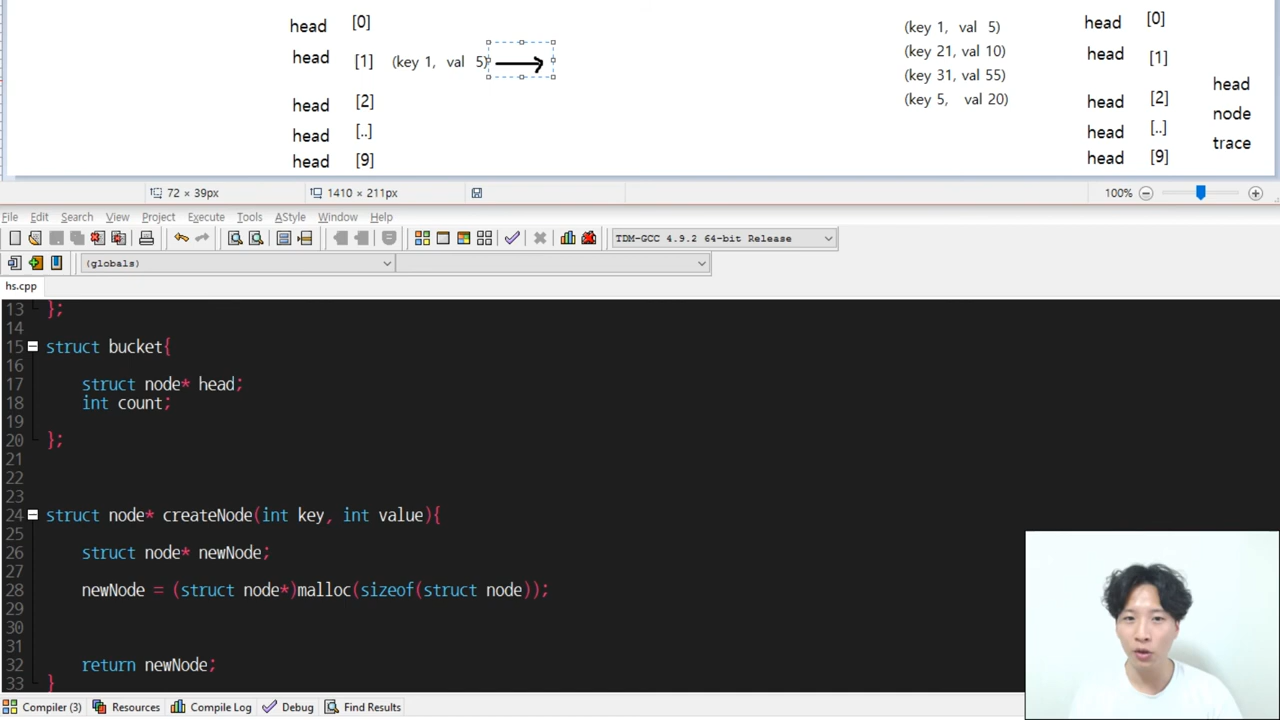 head [0]
head [1] (key 1, val 5)
head [2]
head [..]
head [9]
(key 1, val 5)
(key 21, val 10)
(key 31, val 55)
(key 5, val 20)
head [0]
head [1]
head [2]
head [..]
head [9]
head
node
trace
72 × 39px 1410 × 211px 100%
File Edit Search View Project Execute Tools AStyle Window Help
TDM-GCC 4.9.2 64-bit Release
(globals)
hs.cpp
13 };
14
15 struct bucket{
16
17 struct node* head;
18 int count;
19
20 };
21
22
23
24 struct node* createNode(int key, int value){
25
26 struct node* newNode;
27
28 newNode = (struct node*)malloc(sizeof(struct node));
29
30
31
32 return newNode;
33 }
Compiler (3) Resources Compile Log Debug Find Results